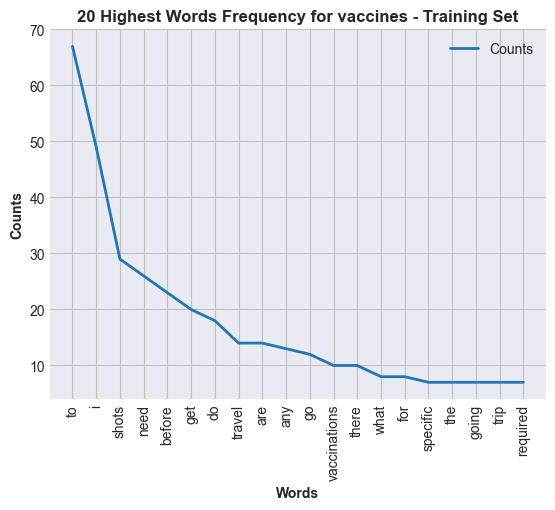 20 Highest Words Frequency for vaccines - Training Set
Counts
70
60
50
40
30
20
10
Counts
to
i
shots
need
before
get
do
travel
are
any
go
vaccinations
there
what
for
specific
the
going
trip
required
Words